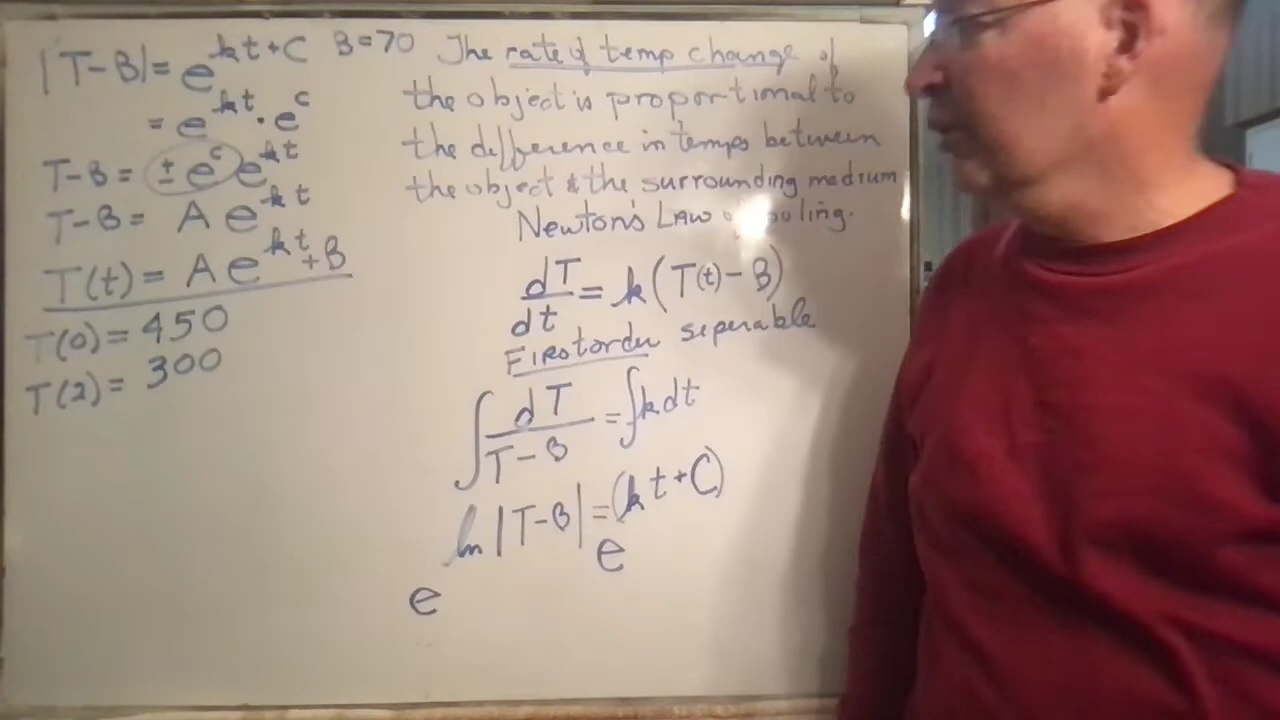 |T-B| = e^{kt+C} B=70
= e^{kt} · e^{c}
T-B = ± e^{c} e^{kt}
T-B = A e^{kt}
T(t) = A e^{kt} + B
T(0) = 450
T(2) = 300
The rate of temp change of
the object is proportional to
the difference in temps between
the object & the surrounding medium
Newton's Law of
dT/dt = k(T(t) - B)
First order seperable
∫ dT/T-B = ∫ k dt
ln |T-B| = (kt+C)
e e